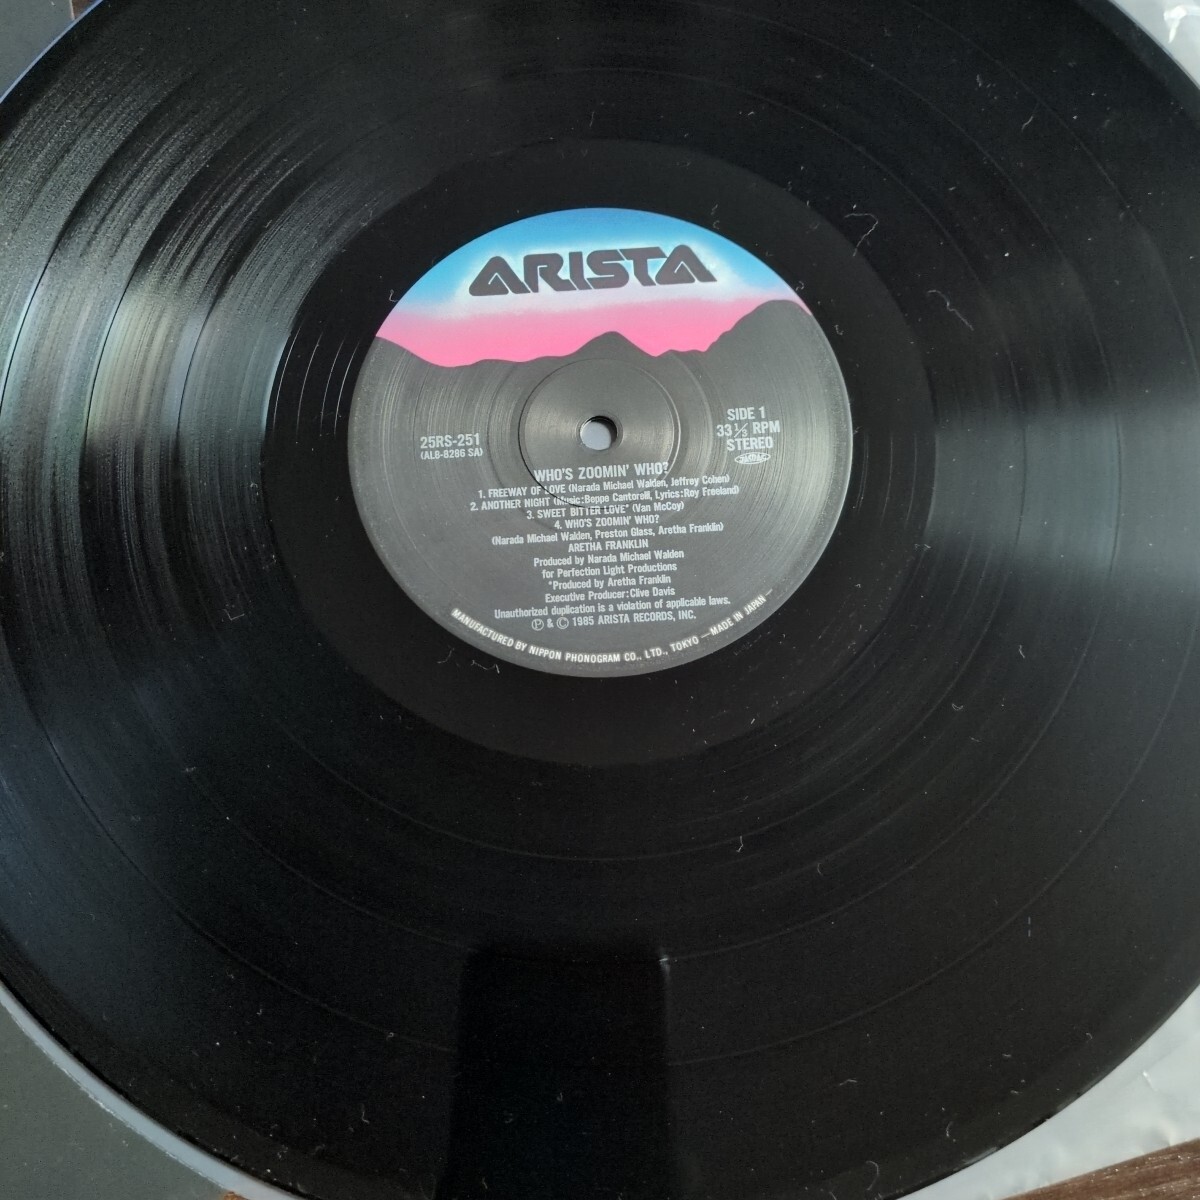 ARISTA
25RS-251
(AL8-8286 SA)
SIDE 1
33 1/3 RPM
STEREO
WHO'S ZOOMIN' WHO?
1. FREEWAY OF LOVE (Narada Michael Walden, Jeffrey Cohen)
2. ANOTHER NIGHT (Music:Beppe Cantorelli, Lyrics:Roy Freeland)
3. SWEET BITTER LOVE* (Van McCoy)
4. WHO'S ZOOMIN' WHO?
(Narada Michael Walden, Preston Glass, Aretha Franklin)
ARETHA FRANKLIN
Produced by Narada Michael Walden
for Perfection Light Productions
*Produced by Aretha Franklin
Executive Producer:Clive Davis
Unauthorized duplication is a violation of applicable laws.
Ⓟ & © 1985 ARISTA RECORDS, INC.
MANUFACTURED BY NIPPON PHONOGRAM CO., LTD., TOKYO —MADE IN JAPAN—